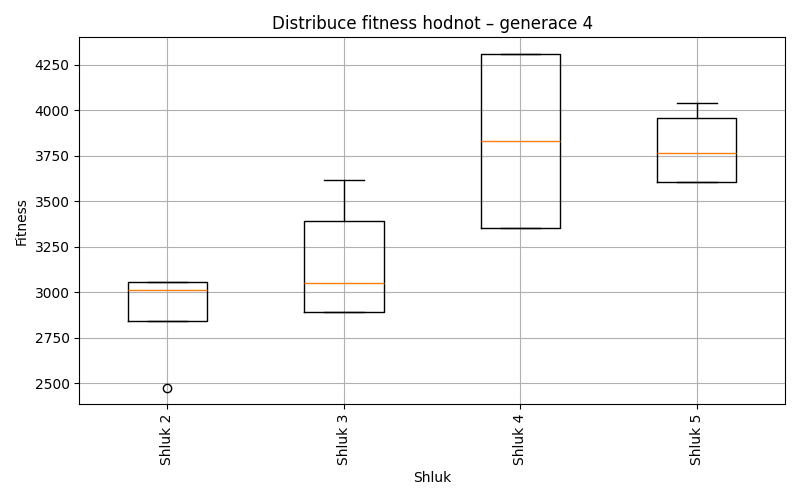 Distribuce fitness hodnot – generace 4
Fitness
4250
4000
3750
3500
3250
3000
2750
2500
Shluk 2
Shluk 3
Shluk 4
Shluk 5
Shluk